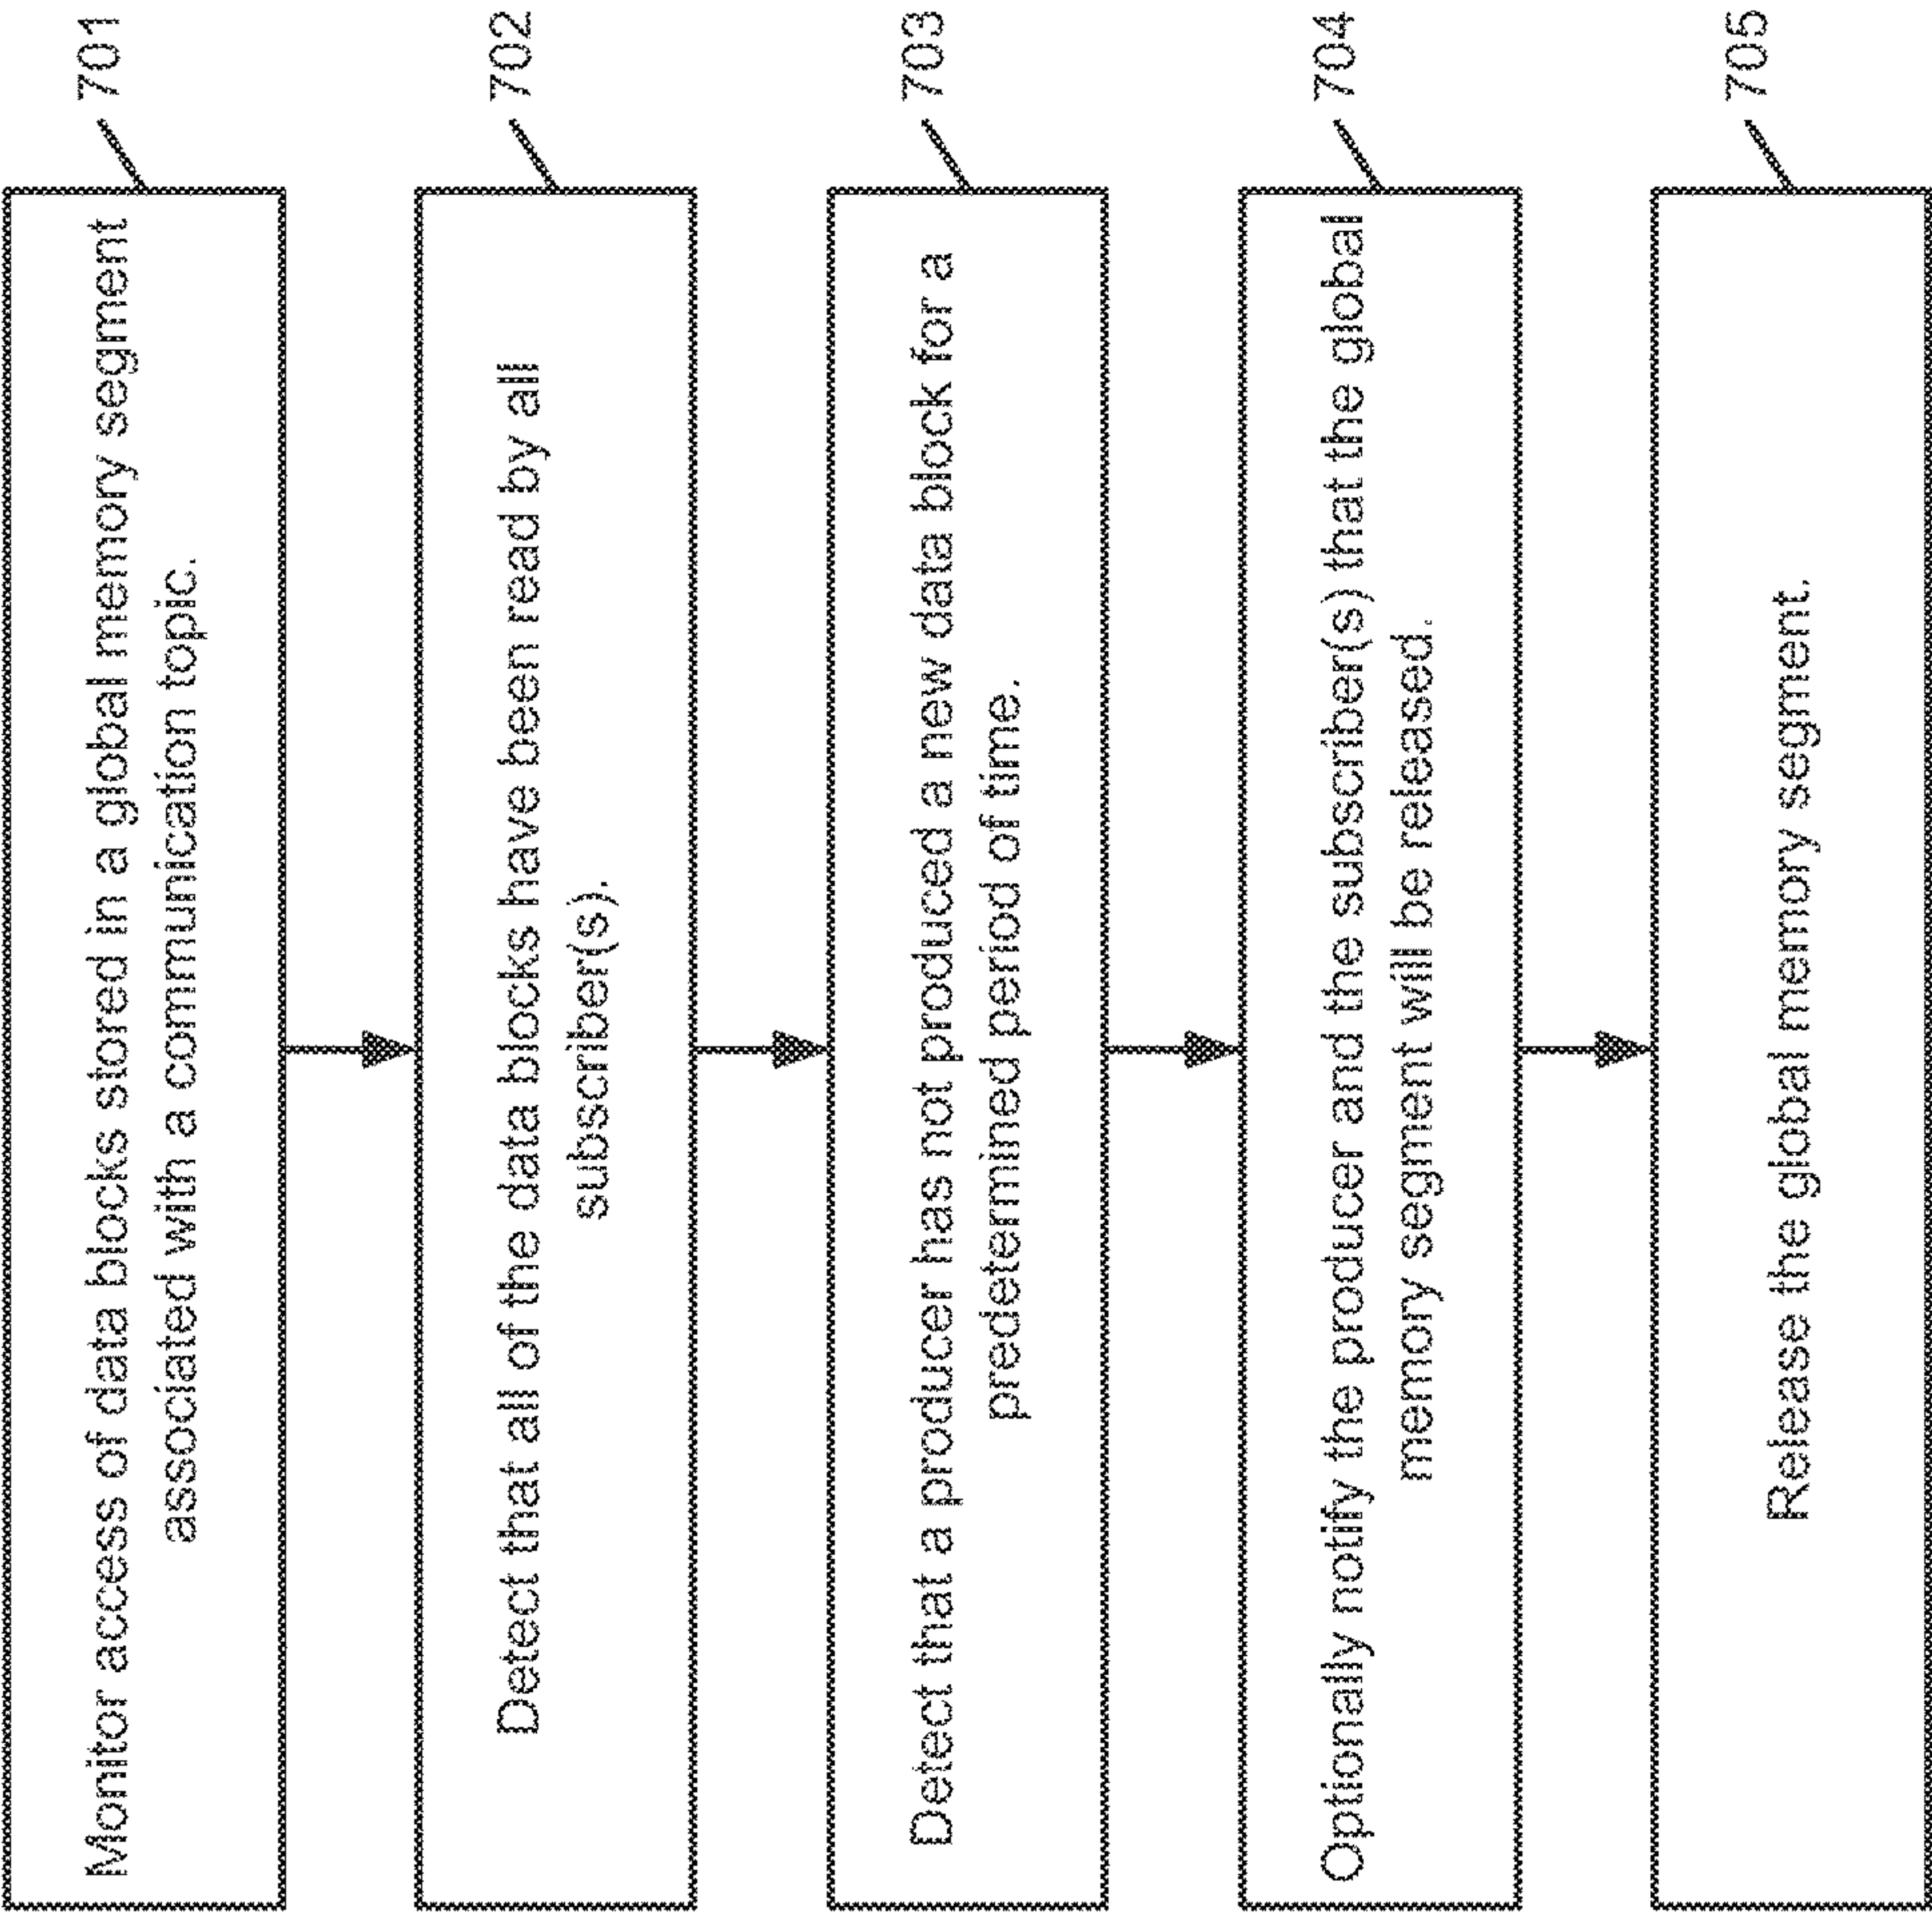 Monitor access of data blocks stored in a global memory segment
associated with a communication topic.
701
Detect that all of the data blocks have been read by all
subscriber(s).
702
Detect that a producer has not produced a new data block for a
predetermined period of time.
703
Optionally notify the producer and the subscriber(s) that the global
memory segment will be released.
704
Release the global memory segment.
705